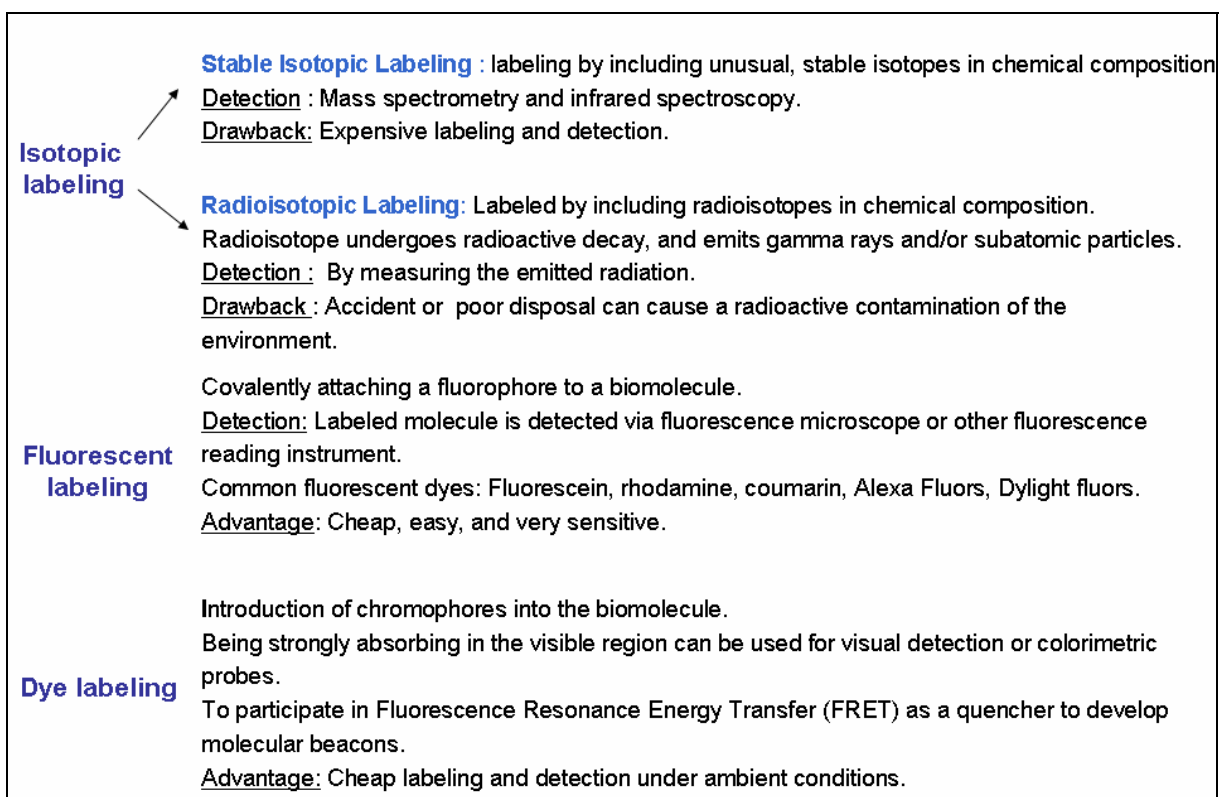 Stable Isotopic Labeling : labeling by including unusual, stable isotopes in chemical composition
Detection : Mass spectrometry and infrared spectroscopy.
Drawback: Expensive labeling and detection.
Isotopic
labeling
Radioisotopic Labeling: Labeled by including radioisotopes in chemical composition.
Radioisotope undergoes radioactive decay, and emits gamma rays and/or subatomic particles.
Detection : By measuring the emitted radiation.
Drawback : Accident or poor disposal can cause a radioactive contamination of the
environment.
Fluorescent
labeling
Covalently attaching a fluorophore to a biomolecule.
Detection: Labeled molecule is detected via fluorescence microscope or other fluorescence
reading instrument.
Common fluorescent dyes: Fluorescein, rhodamine, coumarin, Alexa Fluors, Dylight fluors.
Advantage: Cheap, easy, and very sensitive.
Dye labeling
Introduction of chromophores into the biomolecule.
Being strongly absorbing in the visible region can be used for visual detection or colorimetric
probes.
To participate in Fluorescence Resonance Energy Transfer (FRET) as a quencher to develop
molecular beacons.
Advantage: Cheap labeling and detection under ambient conditions.